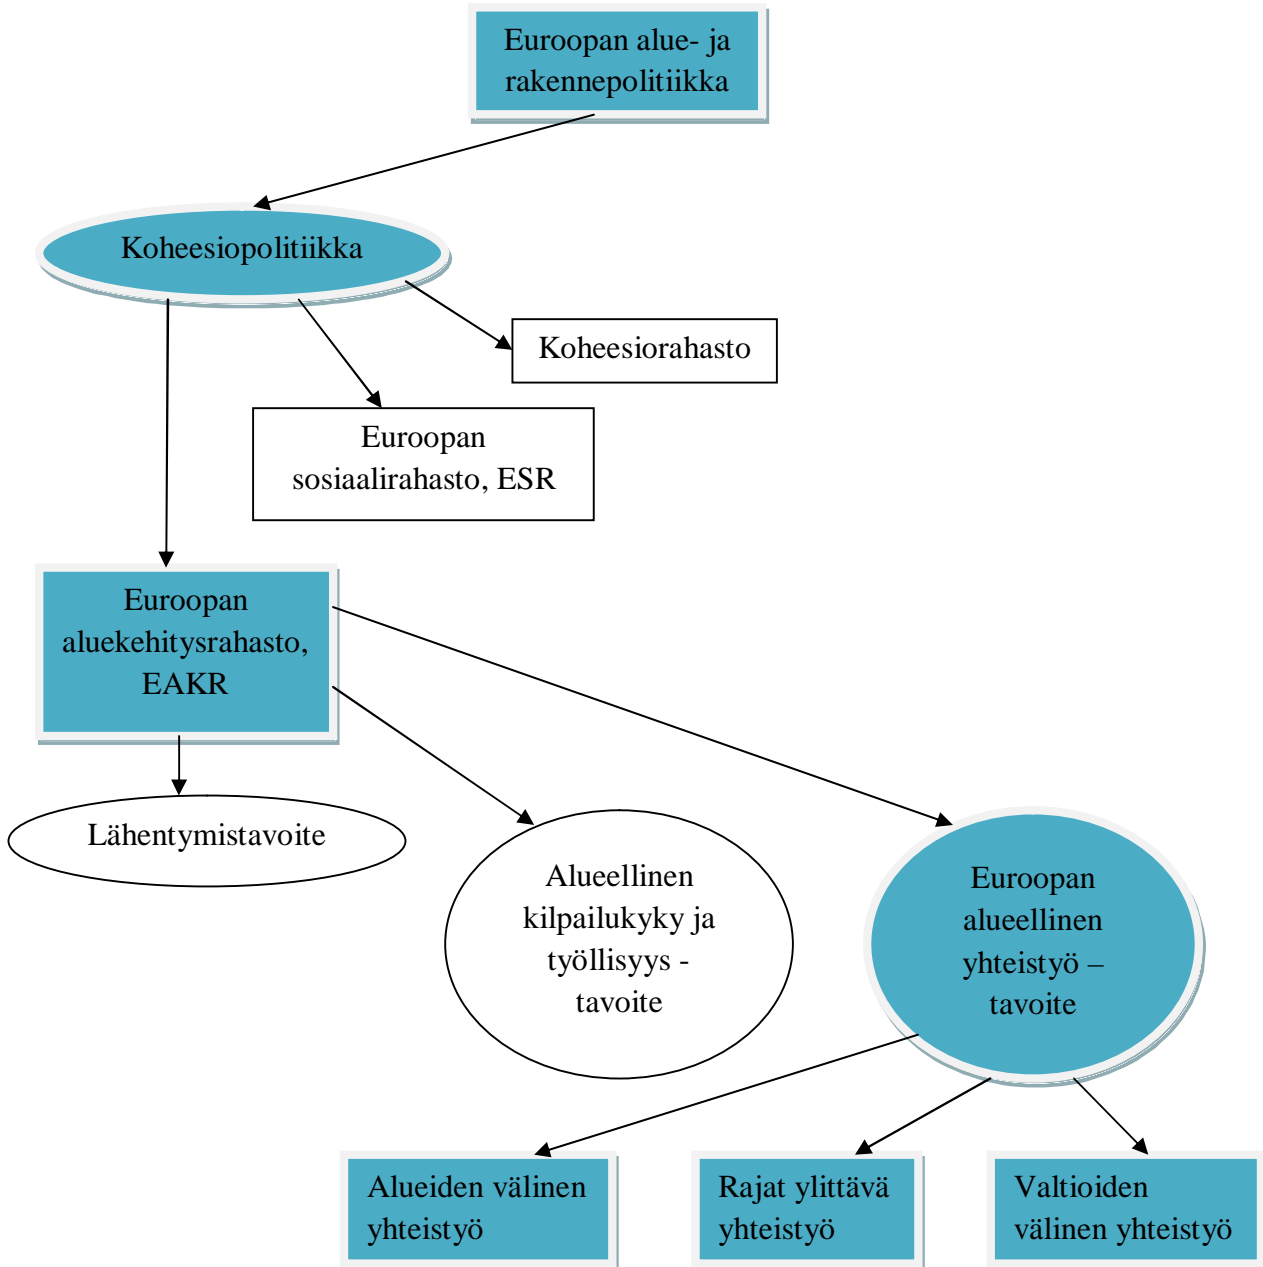 Euroopan alue- ja
rakennepolitiikka
Koheesiopolitiikka
Koheesiorahasto
Euroopan
sosiaalirahasto, ESR
Euroopan
aluekehitysrahasto,
EAKR
Lähentymistavoite
Alueellinen
kilpailukyky ja
työllisyys -
tavoite
Euroopan
alueellinen
yhteistyö –
tavoite
Alueiden välinen
yhteistyö
Rajat ylittävä
yhteistyö
Valtioiden
välinen yhteistyö